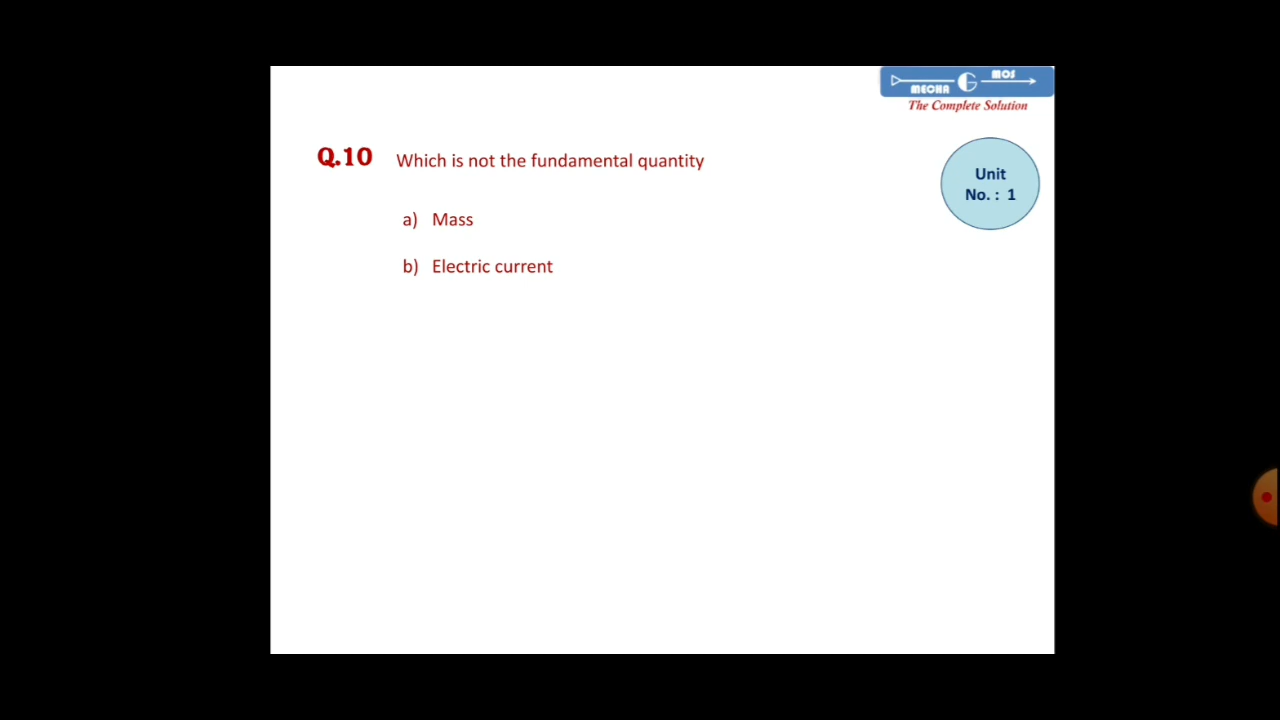 MECHA G MOS
The Complete Solution
Q.10 Which is not the fundamental quantity
Unit
No. : 1
a) Mass
b) Electric current